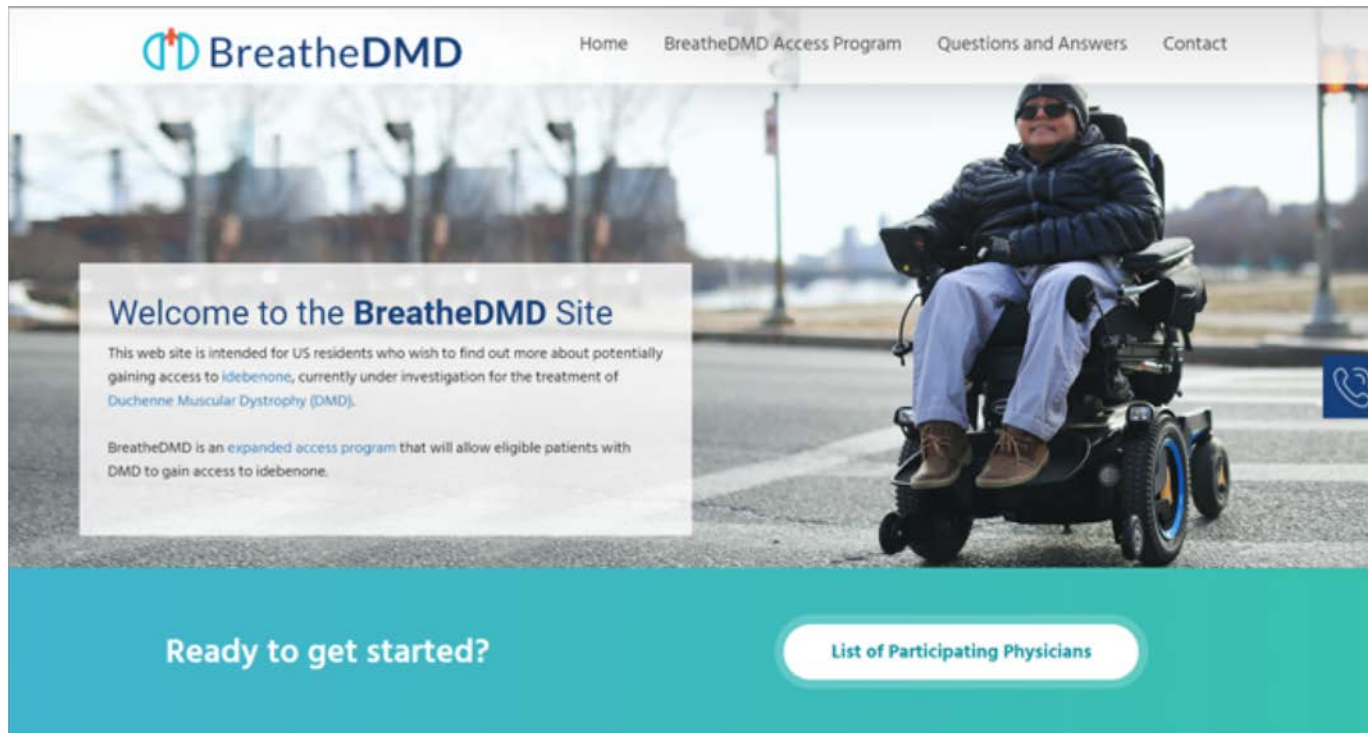 BreatheDMD
Home BreatheDMD Access Program Questions and Answers Contact
Welcome to the BreatheDMD Site
This web site is intended for US residents who wish to find out more about potentially
gaining access to idebenone, currently under investigation for the treatment of
Duchenne Muscular Dystrophy (DMD).
BreatheDMD is an expanded access program that will allow eligible patients with
DMD to gain access to idebenone.
Ready to get started?
List of Participating Physicians